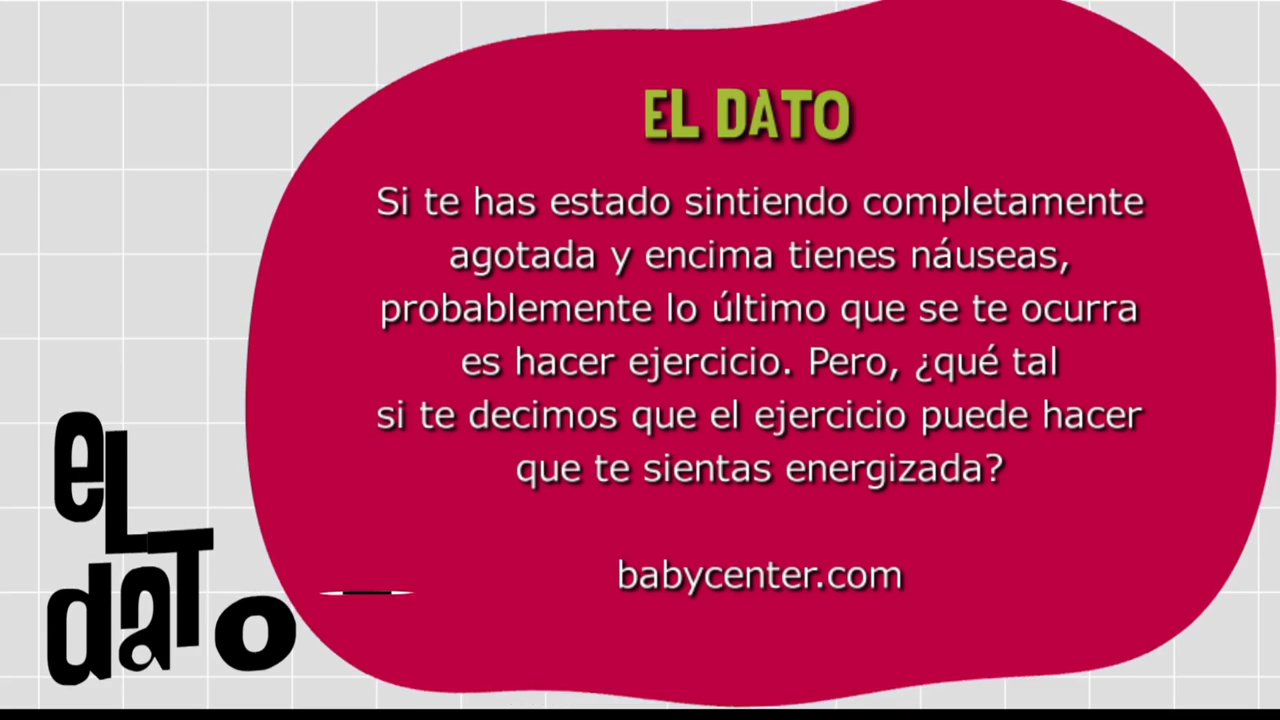 EL DATO
Si te has estado sintiendo completamente
agotada y encima tienes náuseas,
probablemente lo último que se te ocurra
es hacer ejercicio. Pero, ¿qué tal
si te decimos que el ejercicio puede hacer
que te sientas energizada?
babycenter.com
eL
daTo